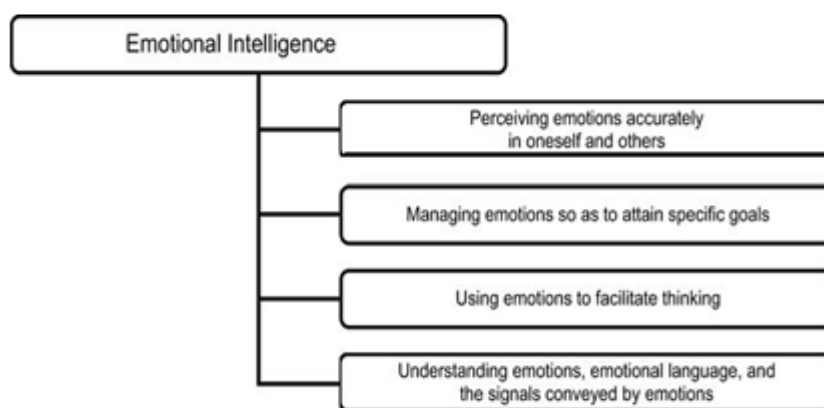 Emotional Intelligence
Perceiving emotions accurately
in oneself and others
Managing emotions so as to attain specific goals
Using emotions to facilitate thinking
Understanding emotions, emotional language, and
the signals conveyed by emotions